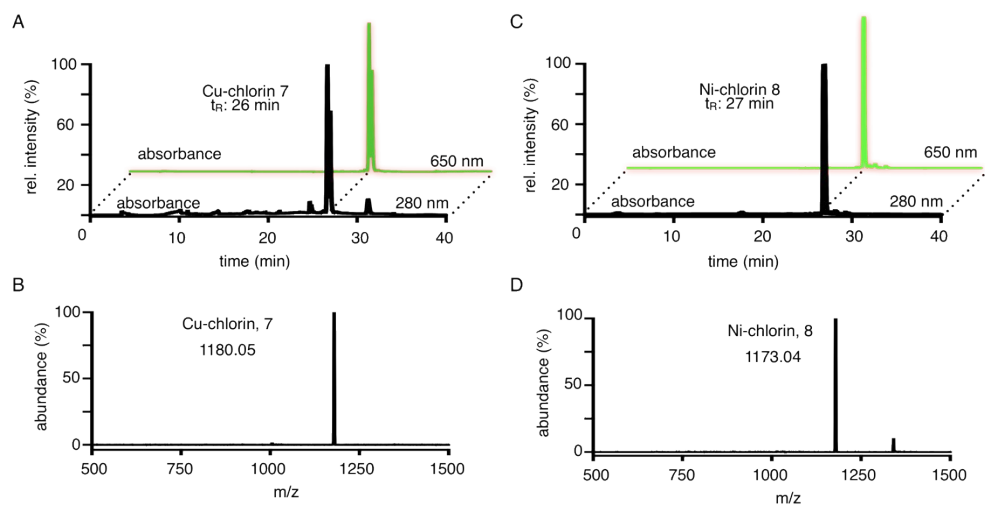 A
rel. intensity (%)
100
60
20
Cu-chlorin 7
tR: 26 min
absorbance
650 nm
absorbance
280 nm
0
10
20
30
40
time (min)
C
rel. intensity (%)
100
60
20
Ni-chlorin 8
tR: 27 min
absorbance
650 nm
absorbance
280 nm
0
10
20
30
40
time (min)
B
abundance (%)
100
50
0
Cu-chlorin, 7
1180.05
500
750
1000
1250
1500
m/z
D
abundance (%)
100
50
0
Ni-chlorin, 8
1173.04
500
750
1000
1250
1500
m/z